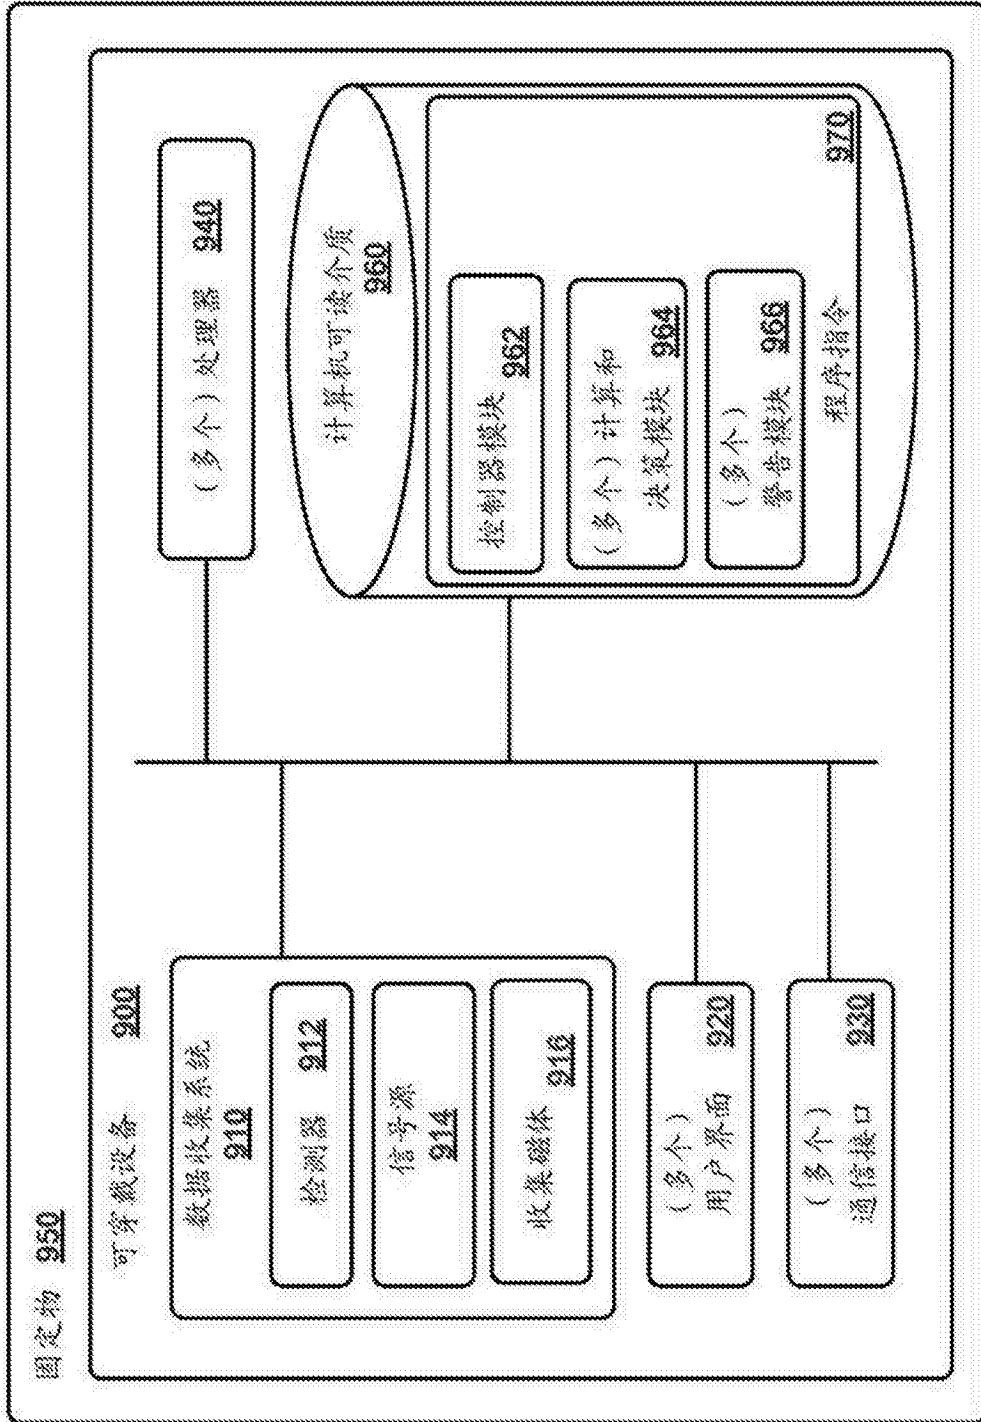 固定物 950
可穿戴设备 900
数据收集系统
910
检测器 912
信号源
914
收集磁体 916
(多个)
用户界面 920
(多个)
通信接口 930
(多个)处理器 940
计算机可读介质
960
控制器模块 962
(多个)计算和
决策模块 964
(多个)
警告模块 966
程序指令 970